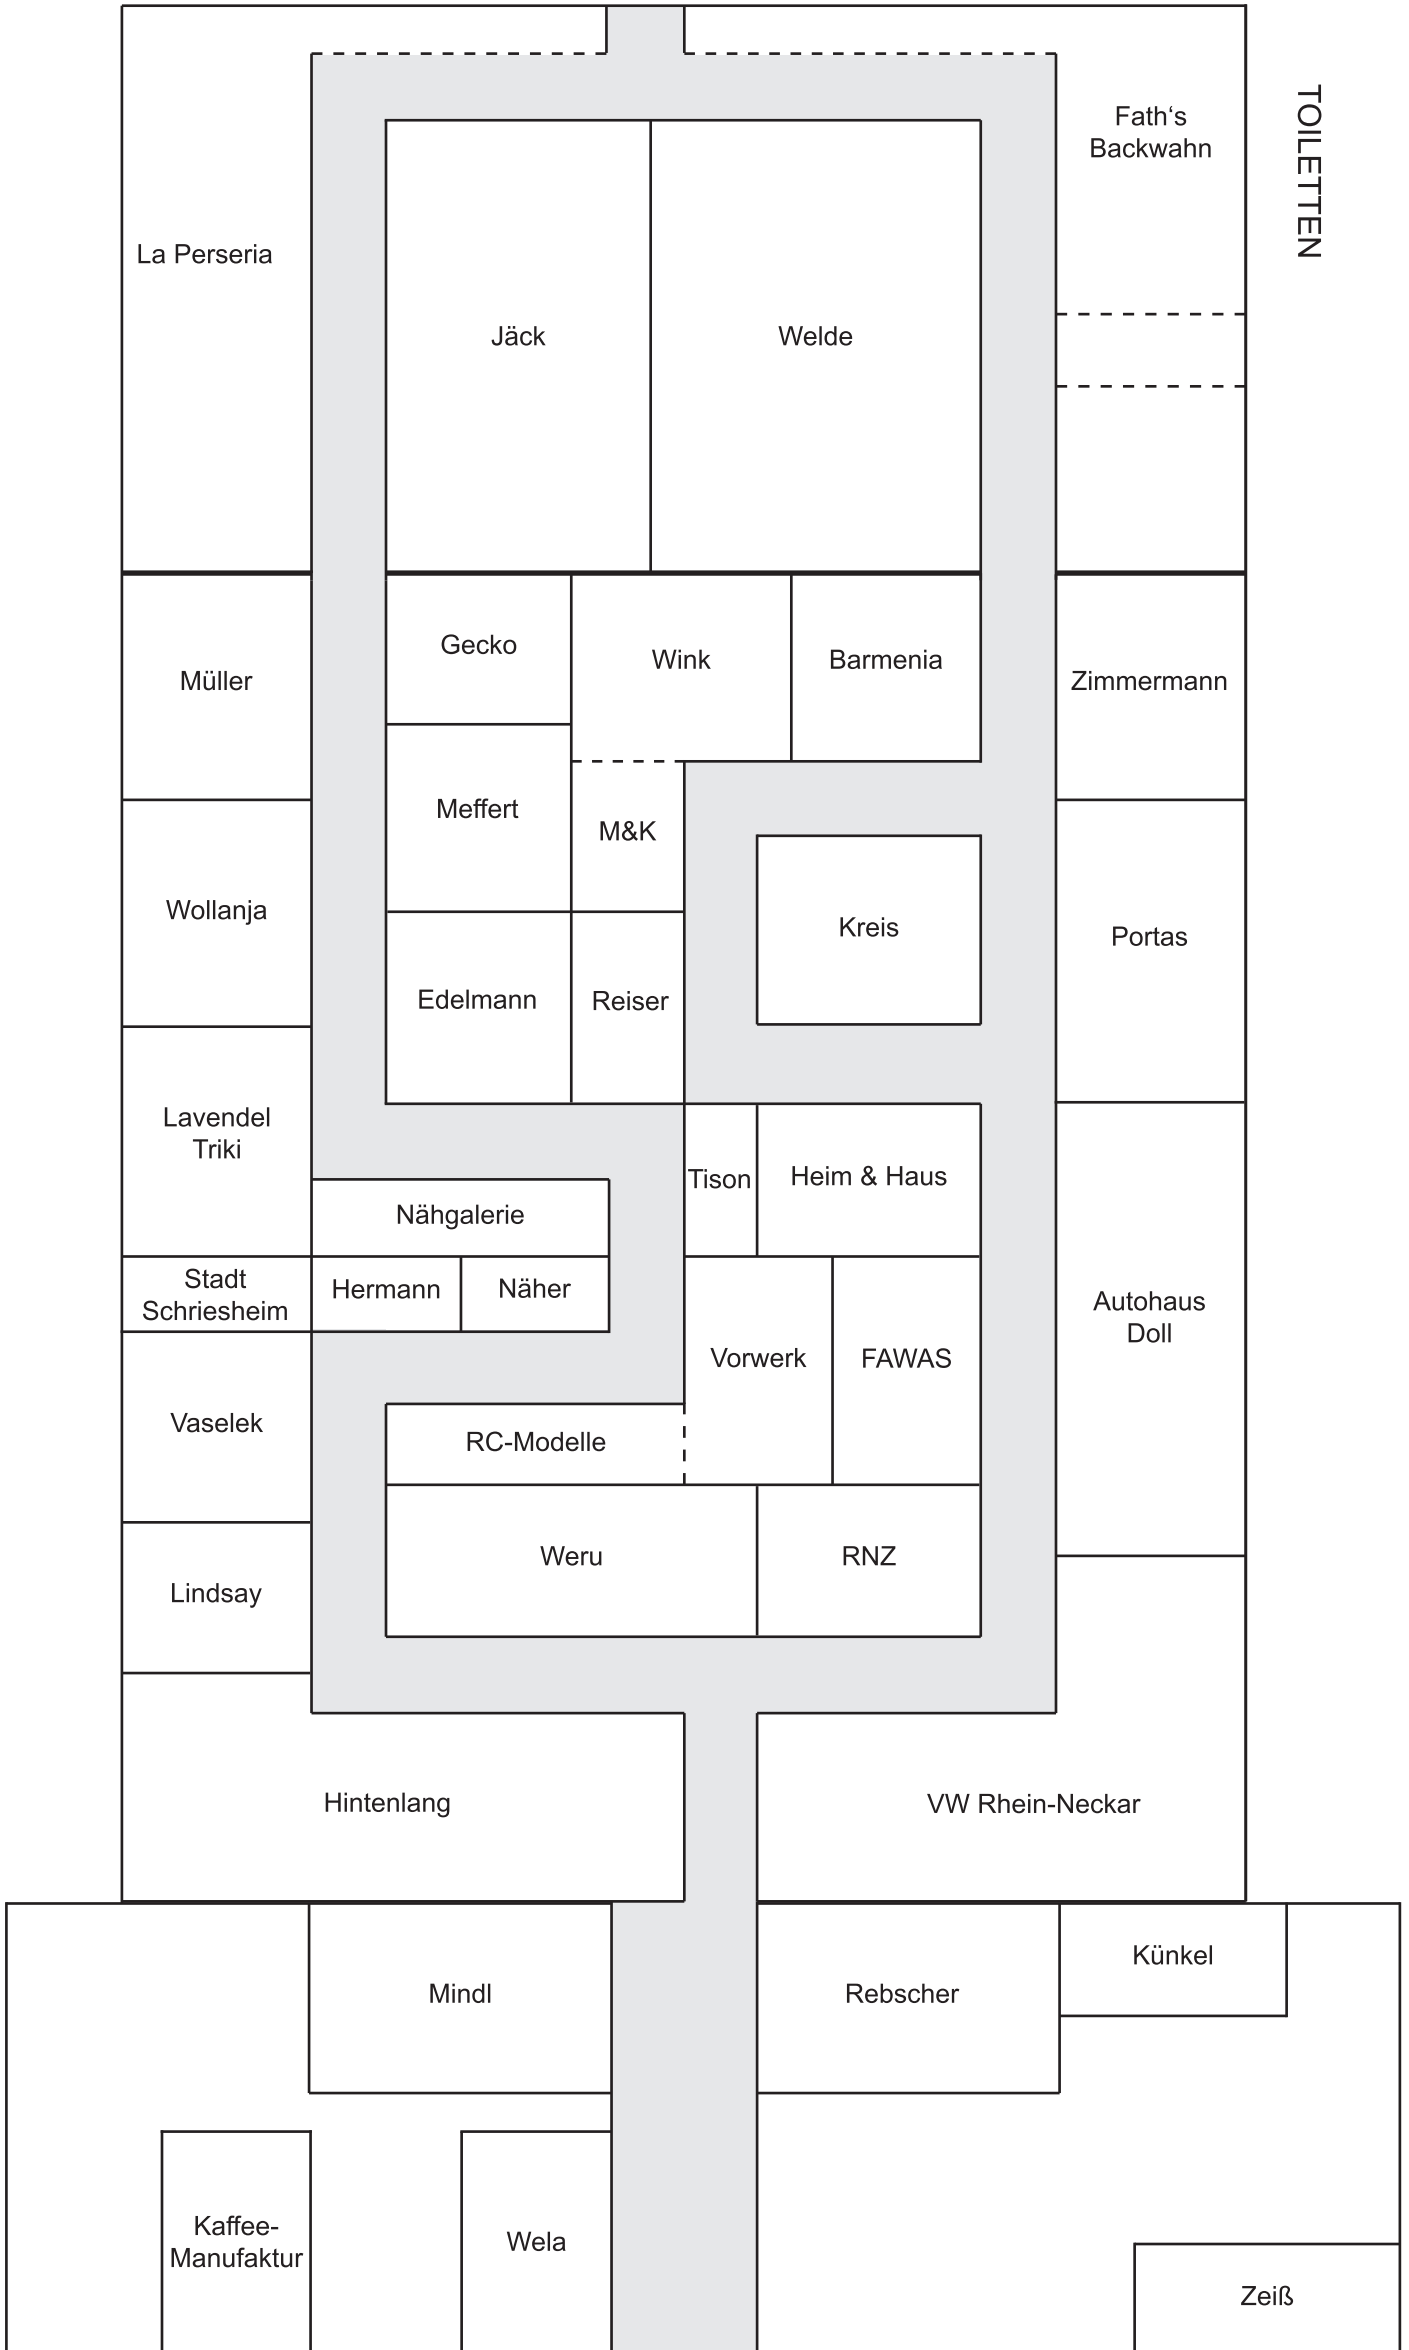 TOILETTEN
Fath‘s
Backwahn
La Perseria
Jäck
Welde
Gecko
Wink
Barmenia
Müller
Zimmermann
Meffert
M&K
Wollanja
Kreis
Portas
Edelmann
Reiser
Lavendel
Triki
Tison
Heim & Haus
Nähgalerie
Stadt
Schriesheim
Hermann
Näher
Autohaus
Doll
Vorwerk
FAWAS
Vaselek
RC-Modelle
Weru
RNZ
Lindsay
Hintenlang
VW Rhein-Neckar
Mindl
Rebscher
Künkel
Kaffee-
Manufaktur
Wela
Zeiß